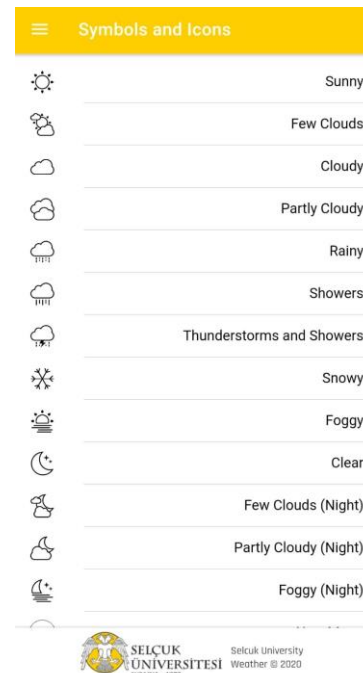 Symbols and Icons
Sunny
Few Clouds
Cloudy
Partly Cloudy
Rainy
Showers
Thunderstorms and Showers
Snowy
Foggy
Clear
Few Clouds (Night)
Partly Cloudy (Night)
Foggy (Night)
SELÇUK
ÜNİVERSİTESİ
Selcuk University
Weather © 2020